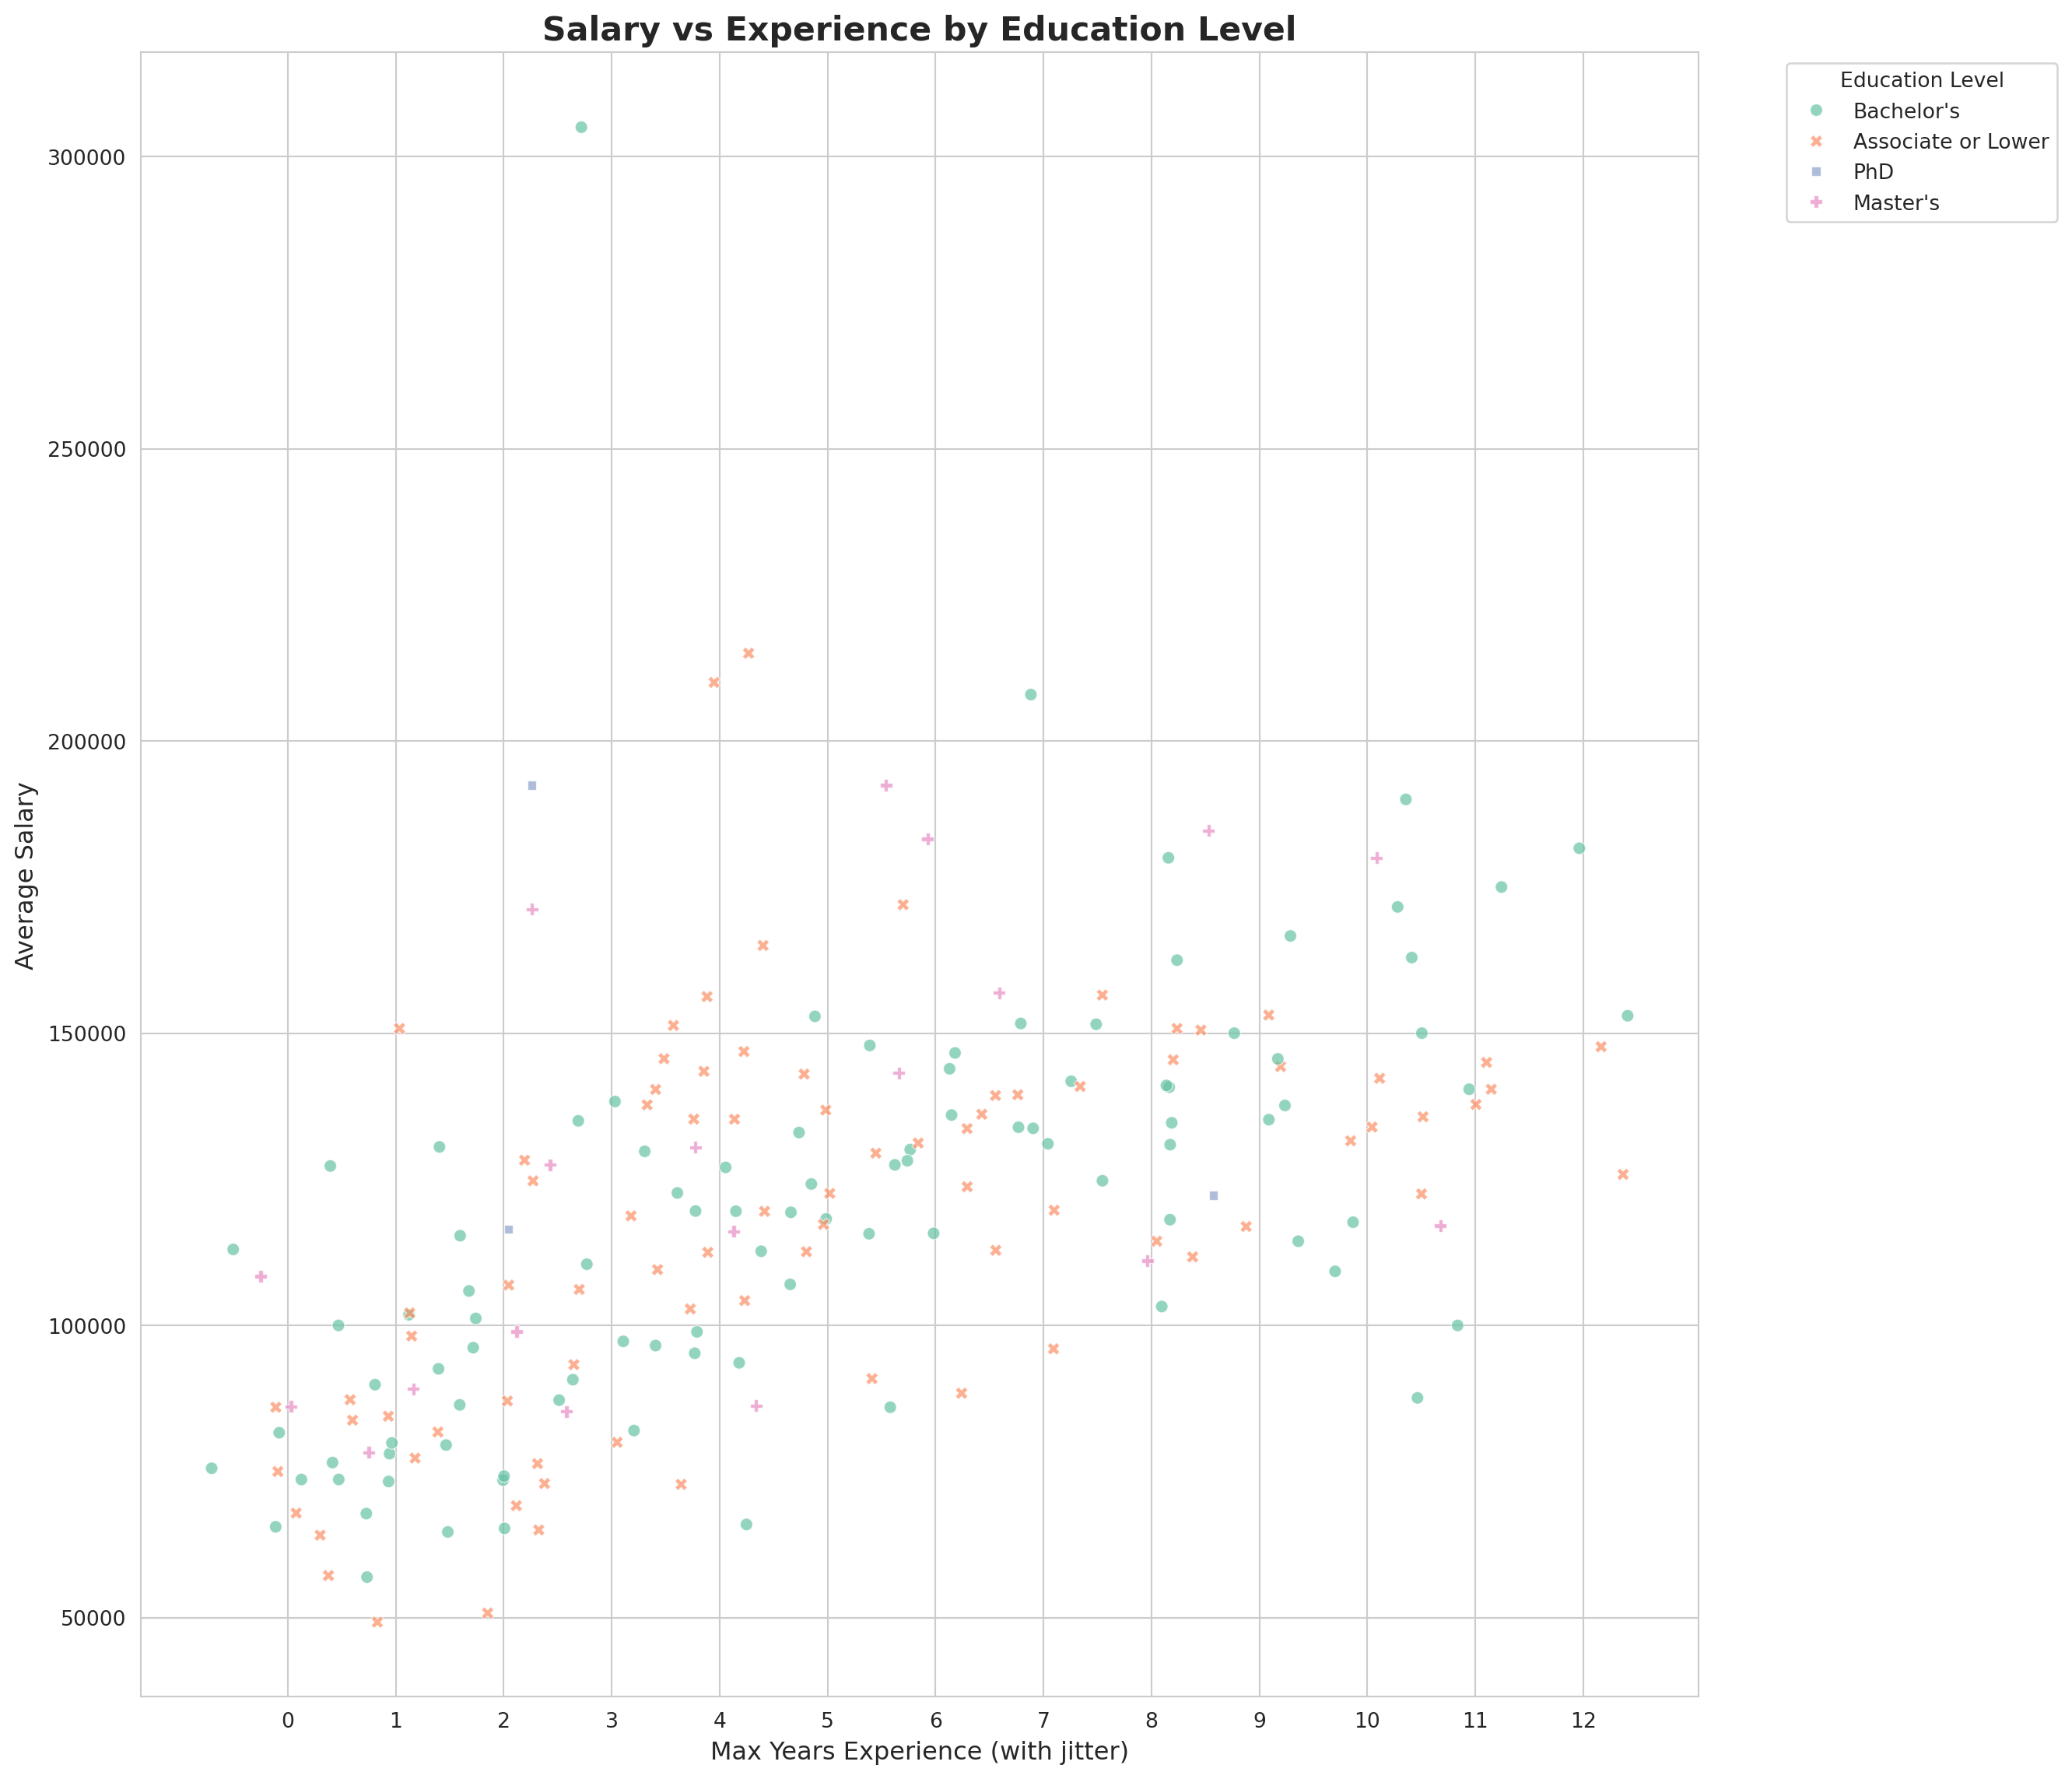 Salary vs Experience by Education Level
Education Level
Bachelor's
Associate or Lower
PhD
Master's
300000
250000
200000
150000
100000
50000
Average Salary
0 1 2 3 4 5 6 7 8 9 10 11 12
Max Years Experience (with jitter)